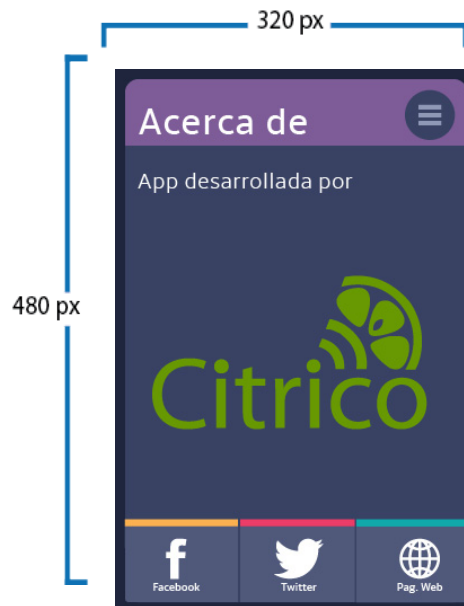 320 px
Acerca de
App desarrollada por
480 px
Citrico
Facebook
Twitter
Pag. Web